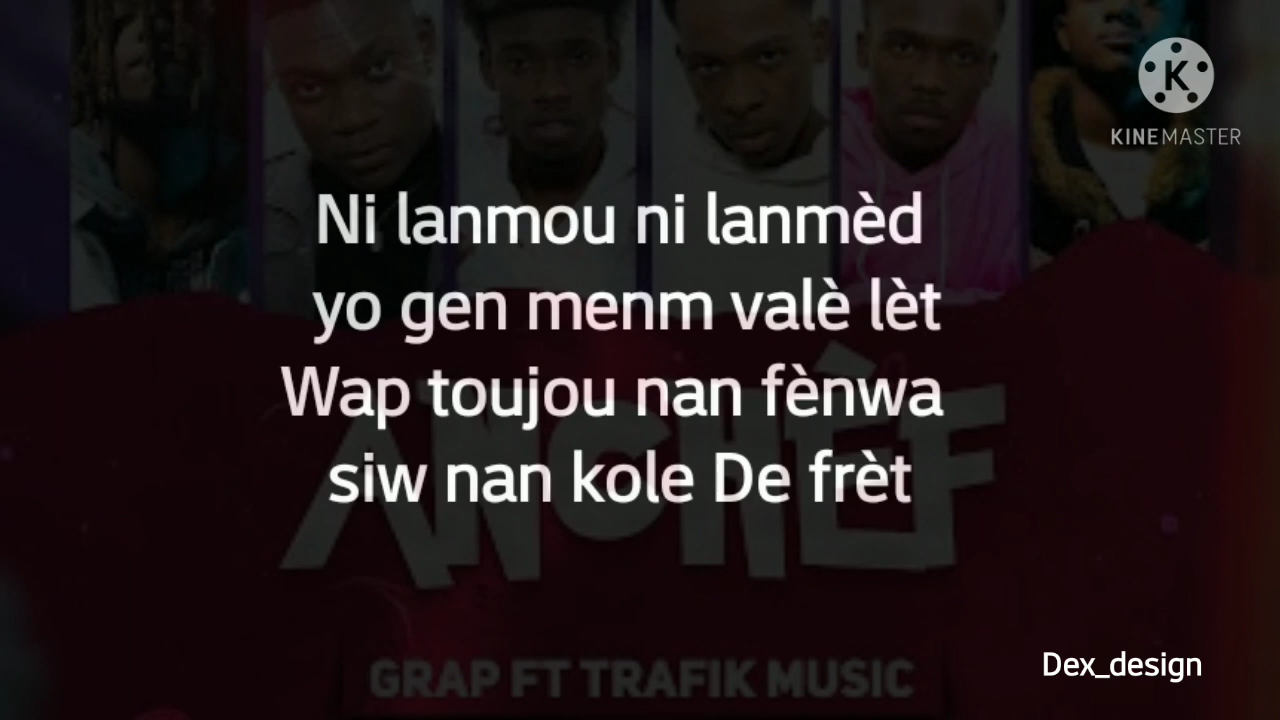 KINEMASTER
Ni lanmou ni lanmèd
yo gen menm valè lèt
Wap toujou nan fènwa
siw nan kole De frèt
ANCHÈF
GRAP FT TRAFIK MUSIC
Dex_design